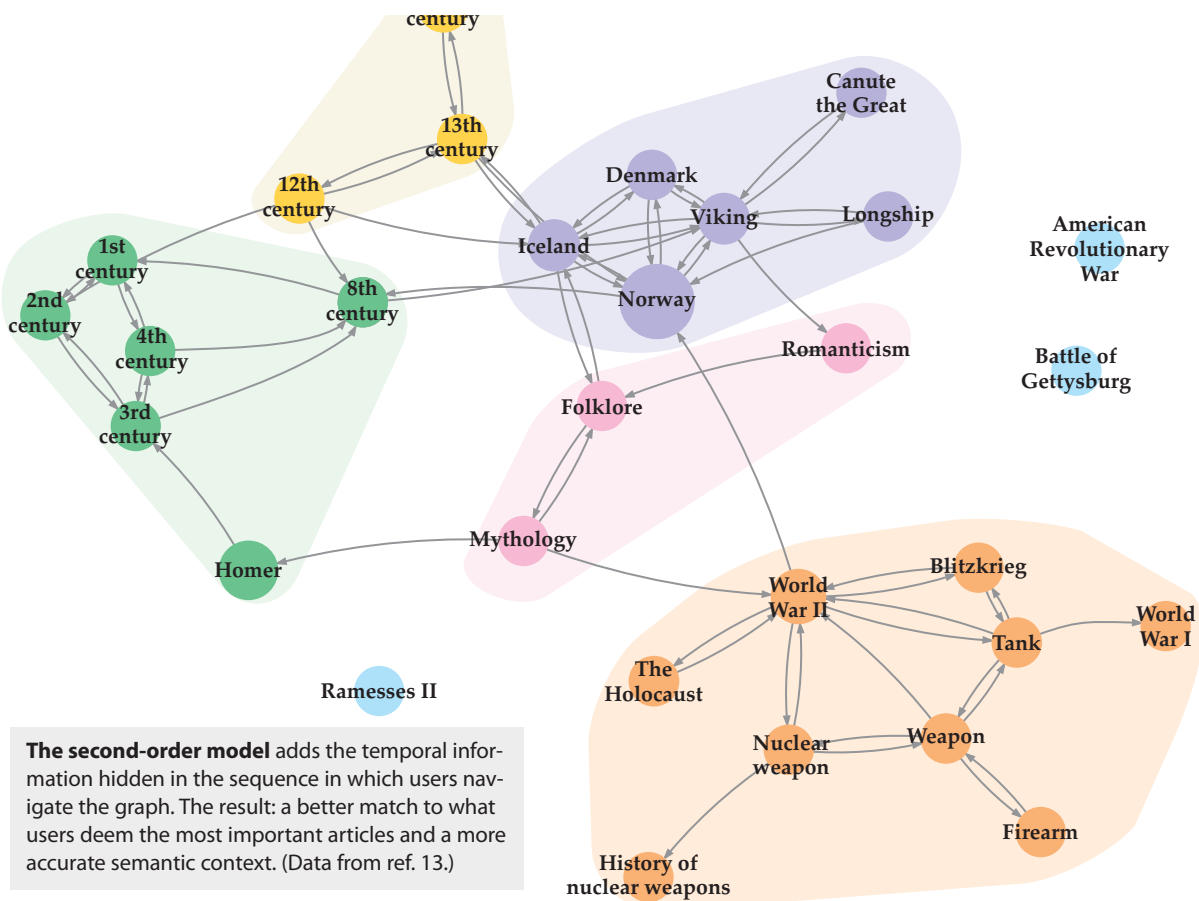 century
13th
century
12th
century
Canute
the Great
Denmark
Viking
Longship
Iceland
Norway
American
Revolutionary
War
1st
century
2nd
century
8th
century
4th
century
3rd
century
Romanticism
Battle of
Gettysburg
Folklore
Mythology
Homer
Blitzkrieg
World
War II
World
War I
Tank
The
Holocaust
Ramesses II
Nuclear
weapon
Weapon
Firearm
History of
nuclear weapons
The second-order model adds the temporal infor-
mation hidden in the sequence in which users nav-
igate the graph. The result: a better match to what
users deem the most important articles and a more
accurate semantic context. (Data from ref. 13.)